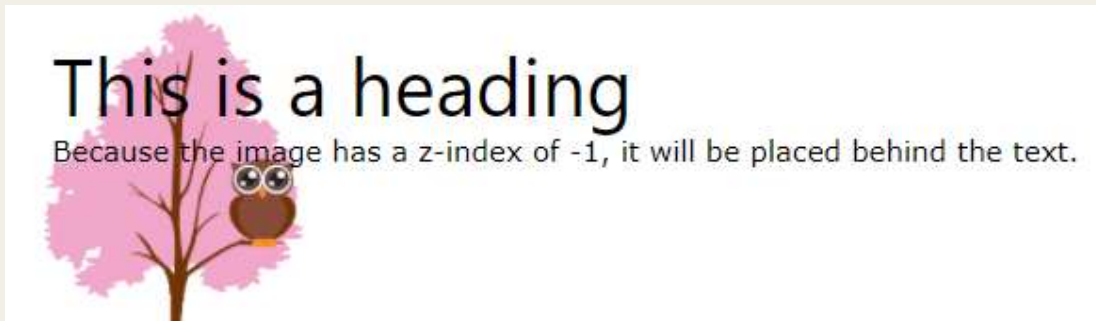 This is a heading
Because the image has a z-index of -1, it will be placed behind the text.